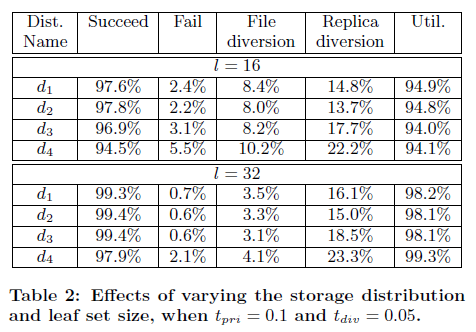 Dist. Succeed Fail File Replica Util.
Name diversion diversion
l = 16
d1 97.6% 2.4% 8.4% 14.8% 94.9%
d2 97.8% 2.2% 8.0% 13.7% 94.8%
d3 96.9% 3.1% 8.2% 17.7% 94.0%
d4 94.5% 5.5% 10.2% 22.2% 94.1%
l = 32
d1 99.3% 0.7% 3.5% 16.1% 98.2%
d2 99.4% 0.6% 3.3% 15.0% 98.1%
d3 99.4% 0.6% 3.1% 18.5% 98.1%
d4 97.9% 2.1% 4.1% 23.3% 99.3%
Table 2: Effects of varying the storage distribution
and leaf set size, when tpri = 0.1 and tdiv = 0.05.